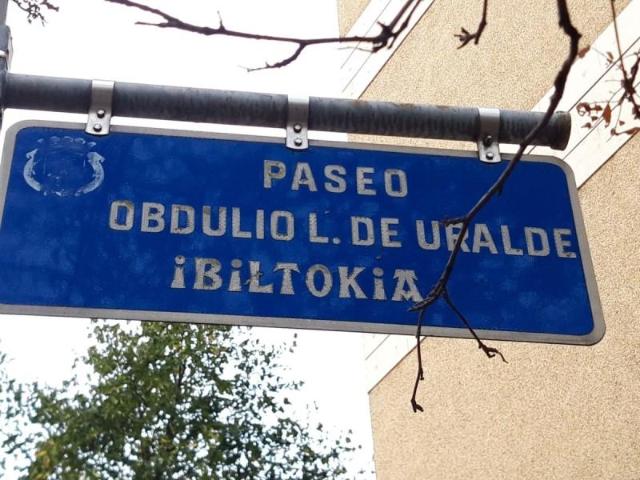 PASEO
OBDULIO L. DE URALDE
iBiLTOKiA